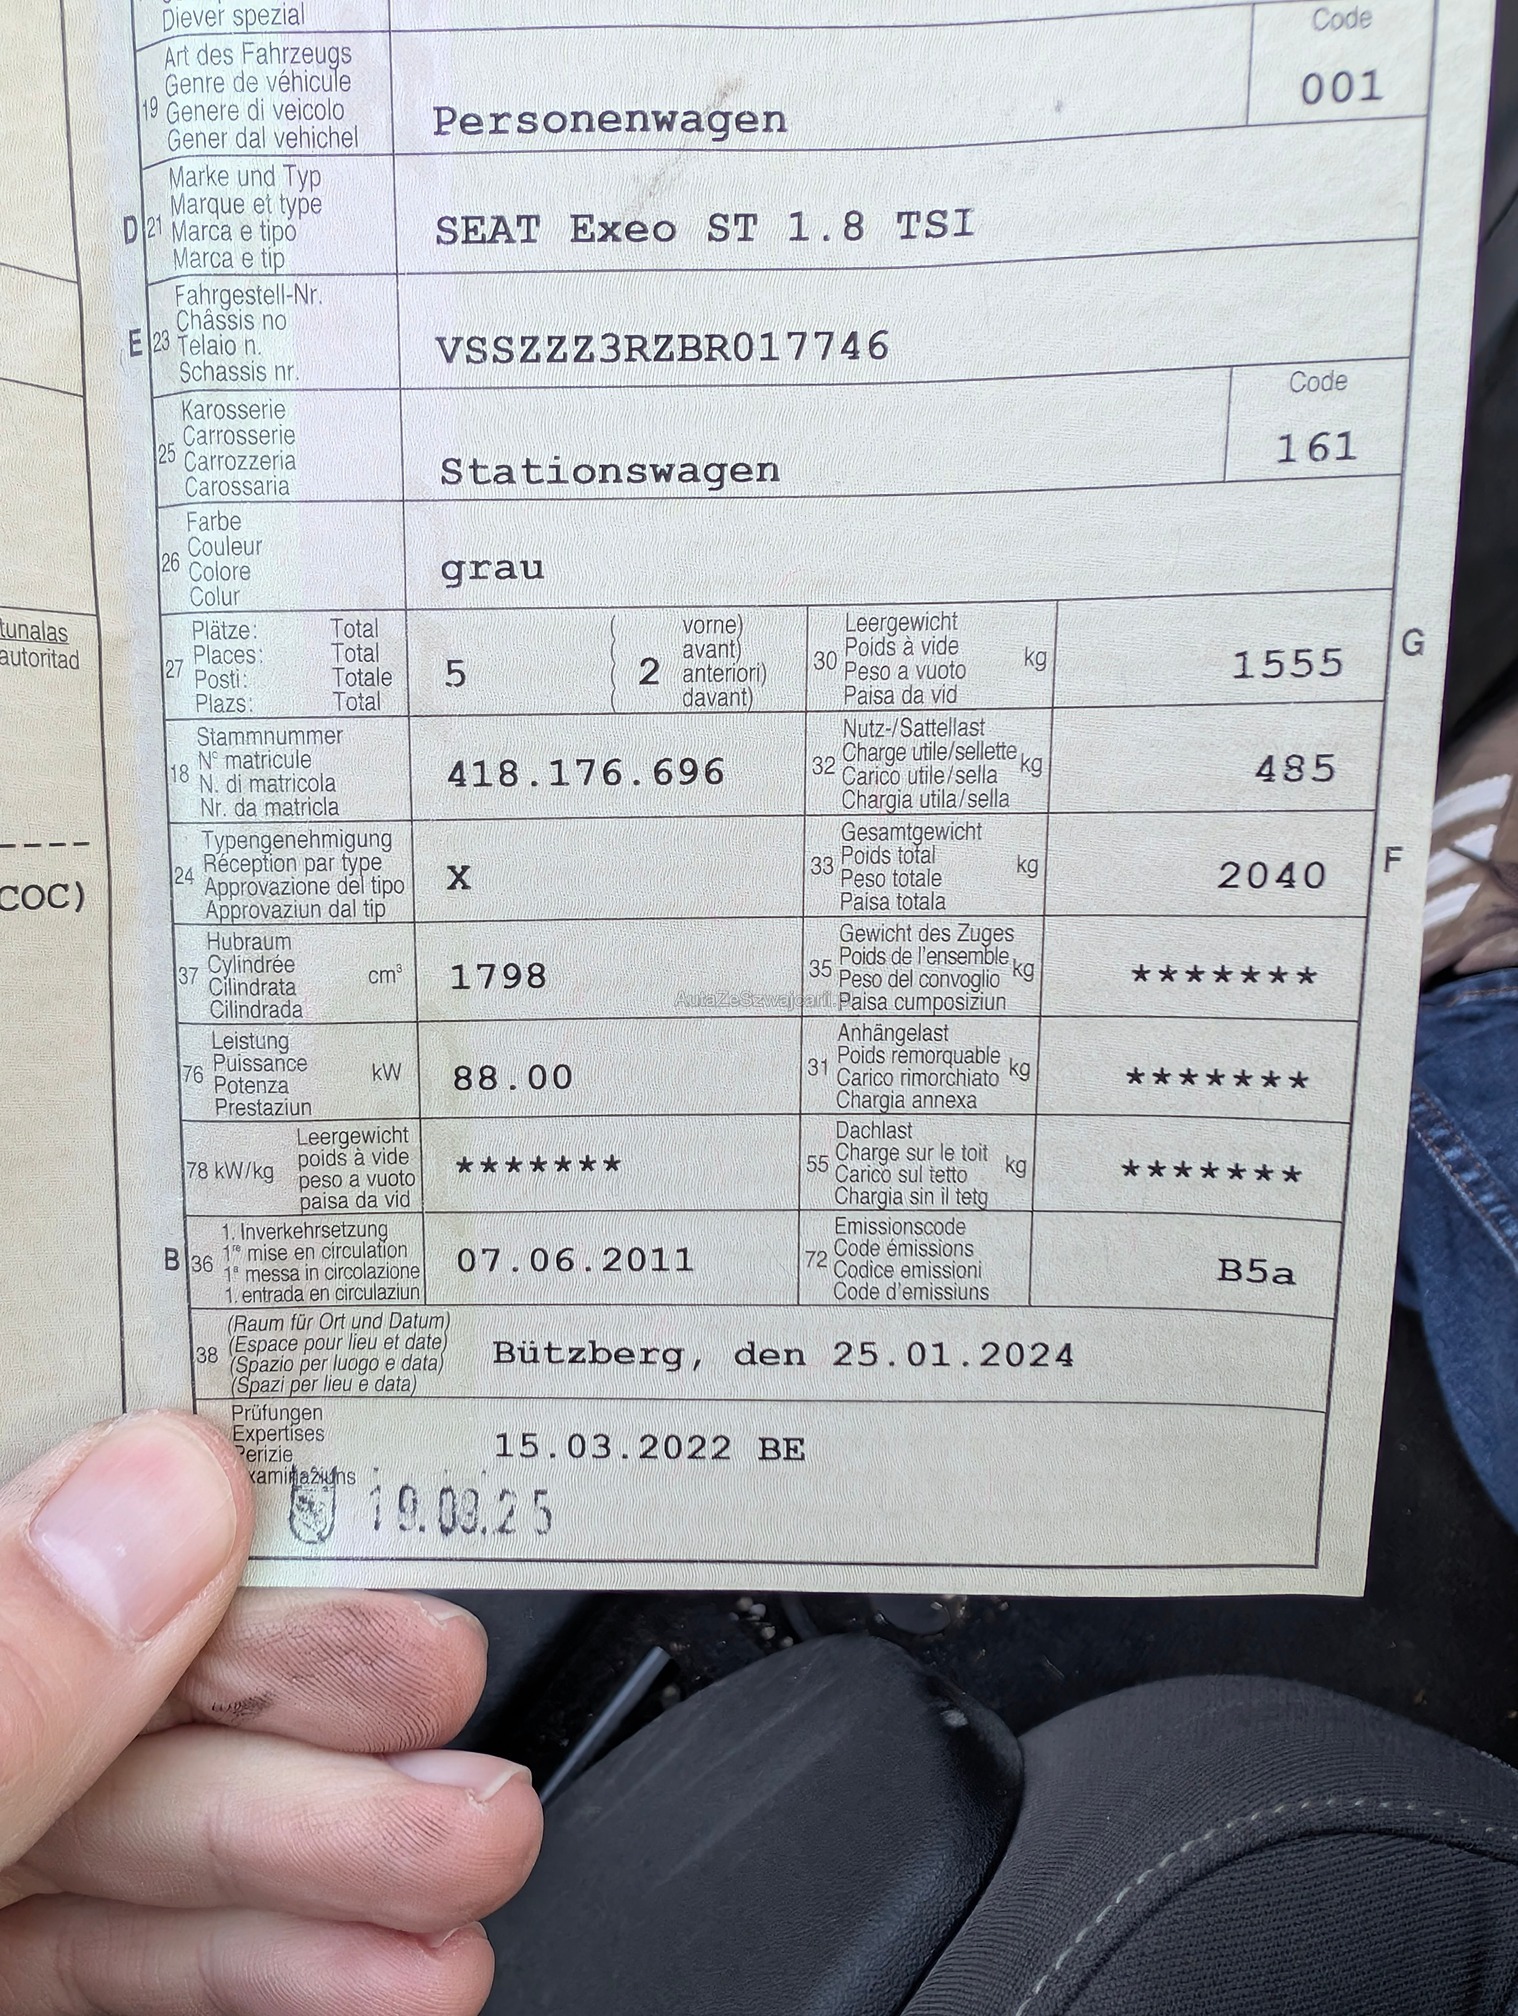 Diever spezial
Code
19
Art des Fahrzeugs
Genre de véhicule
Genere di veicolo
Gener dal vehichel
Personenwagen
001
D 21
Marke und Typ
Marque et type
Marca e tipo
Marca e tip
SEAT Exeo ST 1.8 TSI
E 23
Fahrgestell-Nr.
Châssis no
Telaio n.
Schassis nr.
VSSZZZ3RZBR017746
25
Karosserie
Carrosserie
Carrozzeria
Carossaria
Stationswagen
Code
161
26
Farbe
Couleur
Colore
Colur
grau
27
Plätze: Total
Places: Total
Posti: Totale
Plazs: Total
5
2
vorne)
avant)
anteriori)
davant)
30
Leergewicht
Poids à vide
Peso a vuoto
Paisa da vid
kg
1555
G
18
Stammnummer
N° matricule
N. di matricola
Nr. da matricla
418.176.696
32
Nutz-/Sattellast
Charge utile/sellette
Carico utile/sella
Chargia utila/sella
kg
485
24
Typengenehmigung
Réception par type
Approvazione del tipo
Approvaziun dal tip
X
33
Gesamtgewicht
Poids total
Peso totale
Paisa totala
kg
2040
F
37
Hubraum
Cylindrée
Cilindrata
Cilindrada
cm³
1798
35
Gewicht des Zuges
Poids de l'ensemble
Peso del convoglio
Paisa cumposiziun
kg
*******
76
Leistung
Puissance
Potenza
Prestaziun
kW
88.00
31
Anhängelast
Poids remorquable
Carico rimorchiato
Chargia annexa
kg
*******
78 kW/kg
Leergewicht
poids à vide
peso a vuoto
paisa da vid
*******
55
Dachlast
Charge sur le toit
Carico sul tetto
Chargia sin il tetg
kg
*******
B 36
1. Inverkehrsetzung
1re mise en circulation
1a messa in circolazione
1. entrada en circulaziun
07.06.2011
72
Emissionscode
Code émissions
Codice emissioni
Code d'emissiuns
B5a
38
(Raum für Ort und Datum)
(Espace pour lieu et date)
(Spazio per luogo e data)
(Spazi per lieu e data)
Bützberg, den 25.01.2024
Prüfungen
Expertises
Perizie
15.03.2022 BE
19.09.25
tunalas
autoritad
COC)